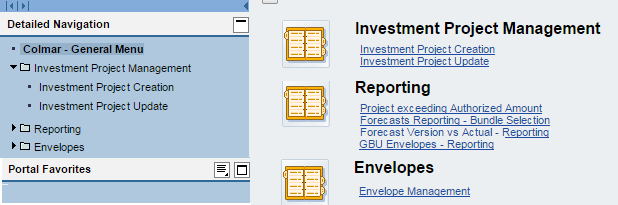 Detailed Navigation
Colmar - General Menu
Investment Project Management
Investment Project Creation
Investment Project Update
Reporting
Envelopes
Portal Favorites
Investment Project Management
Investment Project Creation
Investment Project Update
Reporting
Project exceeding Authorized Amount
Forecasts Reporting - Bundle Selection
Forecast Version vs Actual - Reporting
GBU Envelopes - Reporting
Envelopes
Envelope Management